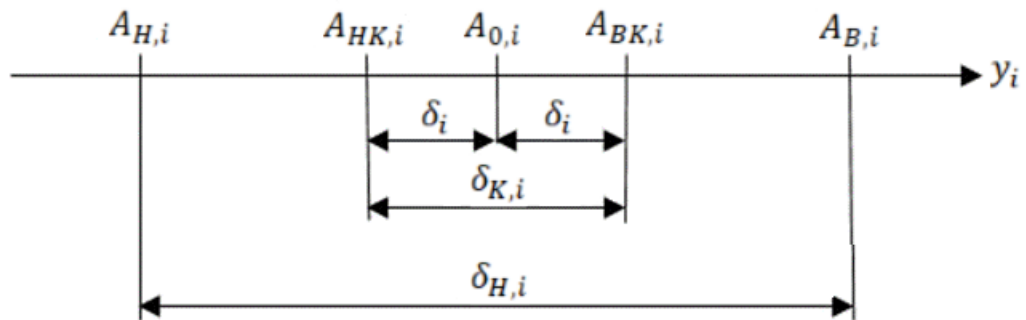 A_{H,i} A_{HK,i} A_{0,i} A_{BK,i} A_{B,i}
y_i
δ_i δ_i
δ_{K,i}
δ_{H,i}